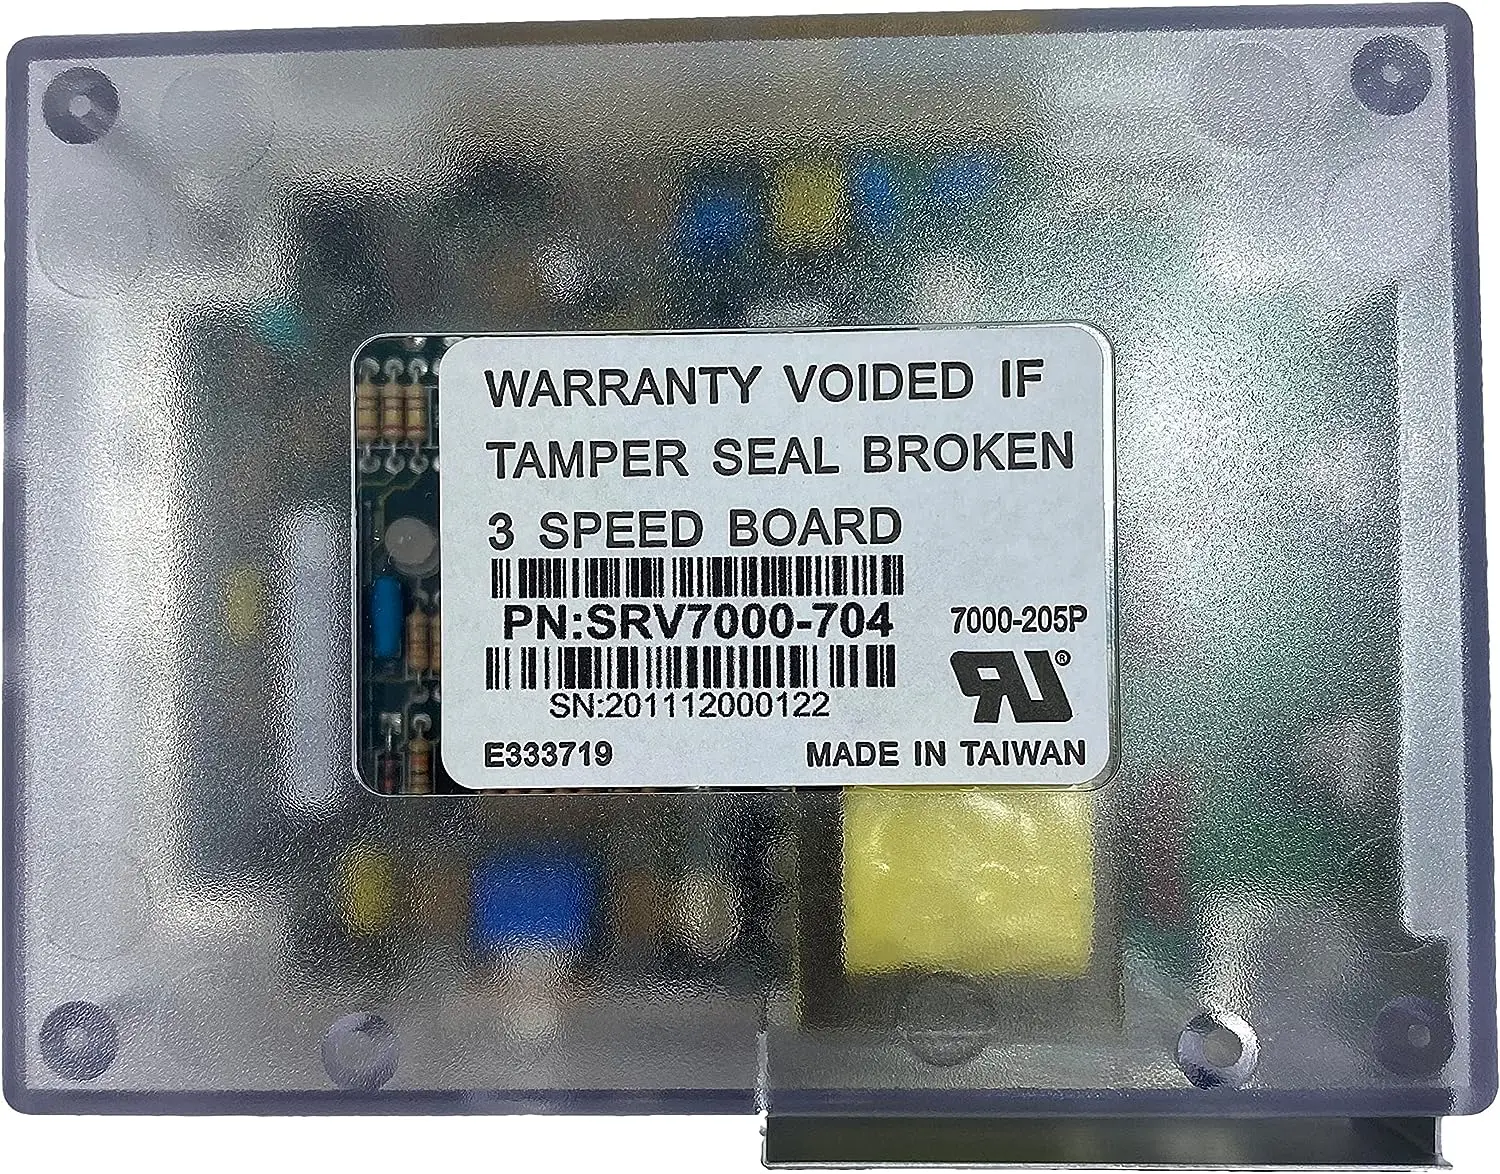 WARRANTY VOIDED IF
TAMPER SEAL BROKEN
3 SPEED BOARD
PN:SRV7000-704
7000-205P
SN:201112000122
RU®
E333719
MADE IN TAIWAN